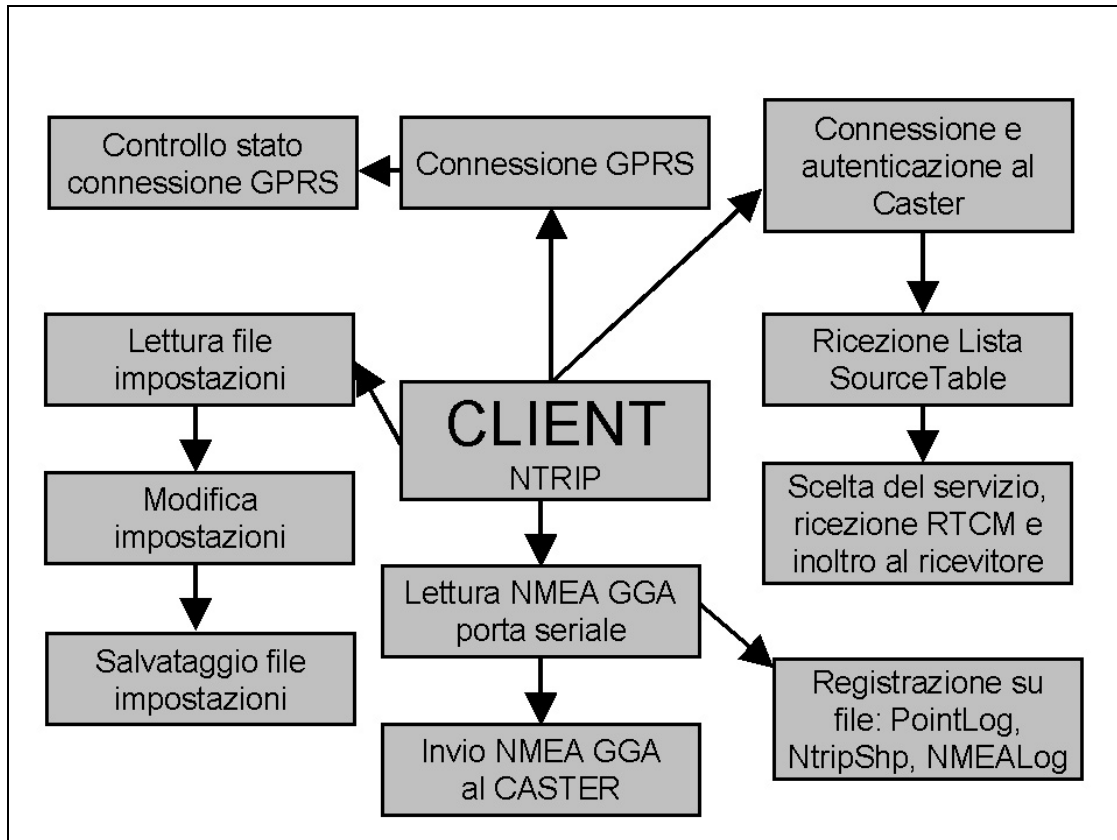 Controllo stato
connessione GPRS
Connessione GPRS
Connessione e
autenticazione al
Caster
Lettura file
impostazioni
Ricezione Lista
SourceTable
CLIENT
NTRIP
Modifica
impostazioni
Scelta del servizio,
ricezione RTCM e
inoltro al ricevitore
Lettura NMEA GGA
porta seriale
Salvataggio file
impostazioni
Registrazione su
file: PointLog,
NtripShp, NMEALog
Invio NMEA GGA
al CASTER